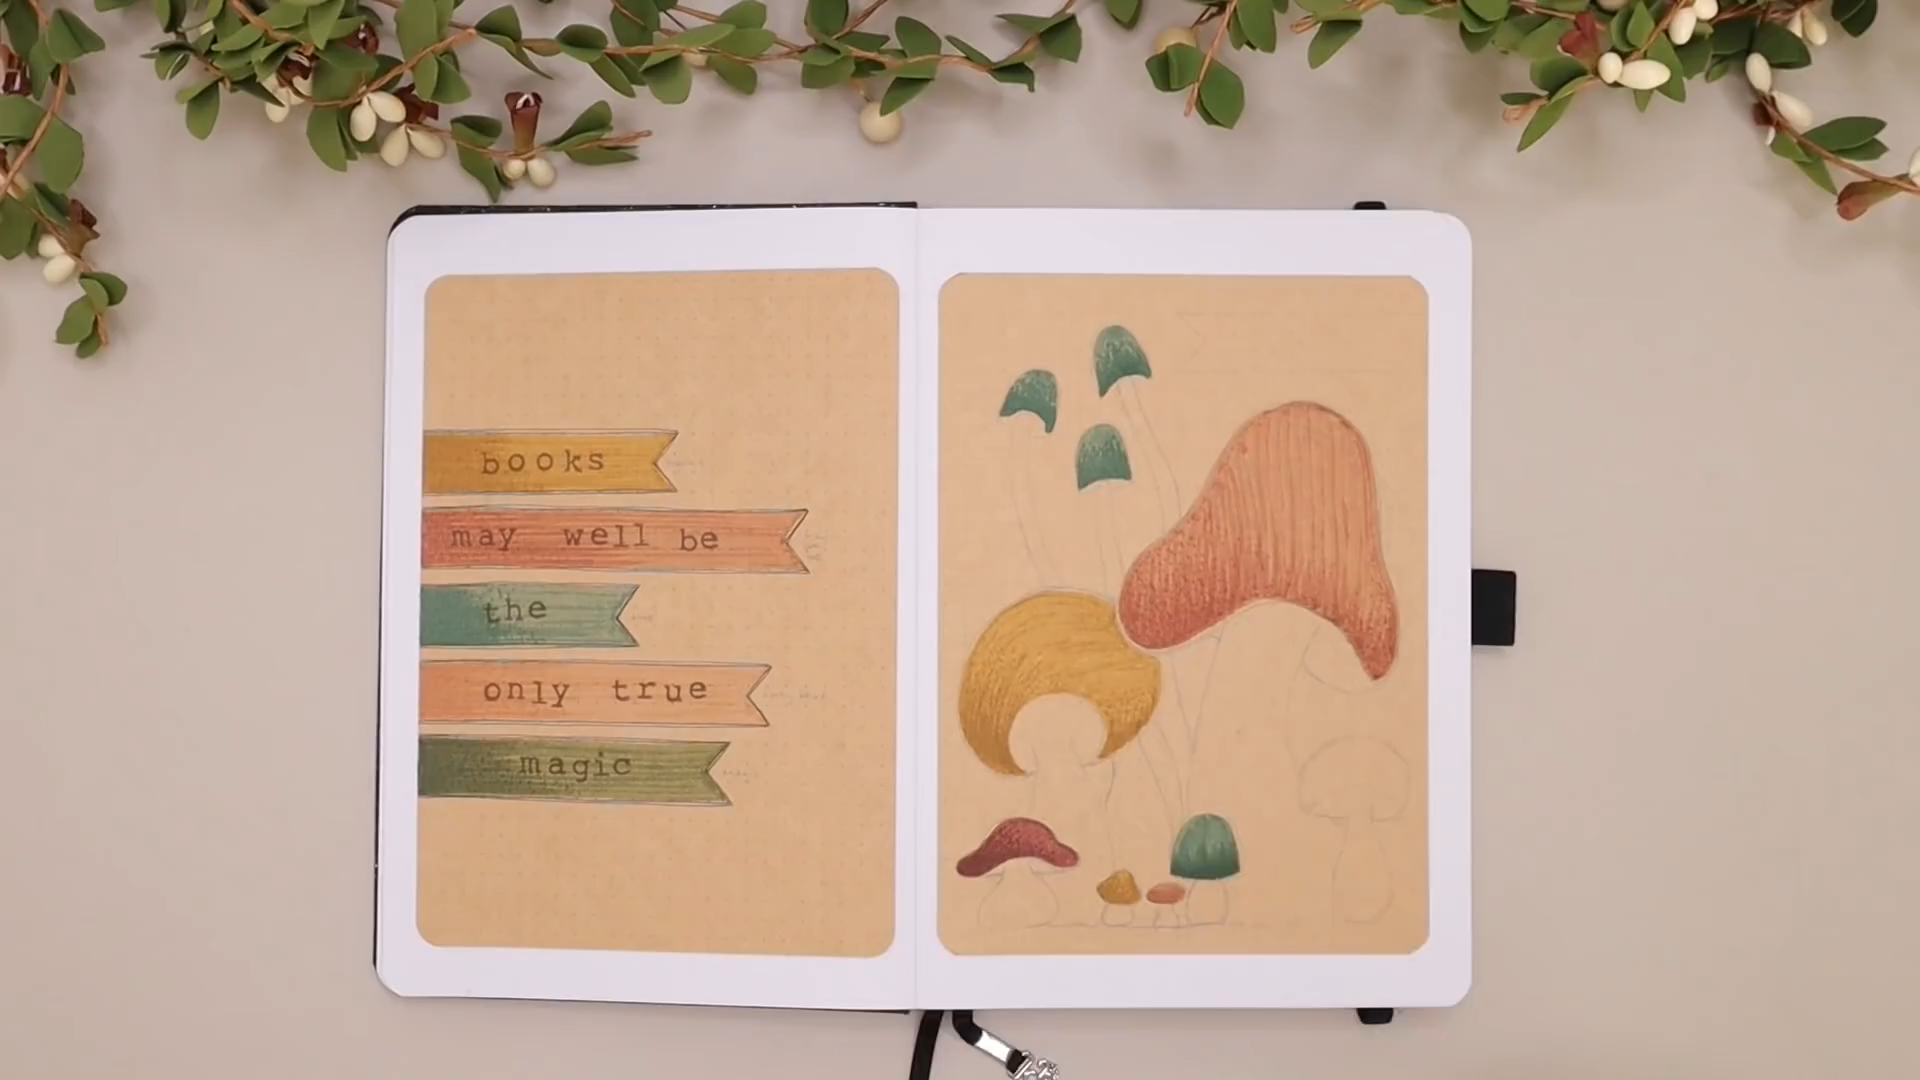 books
may well be
the
only true
magic